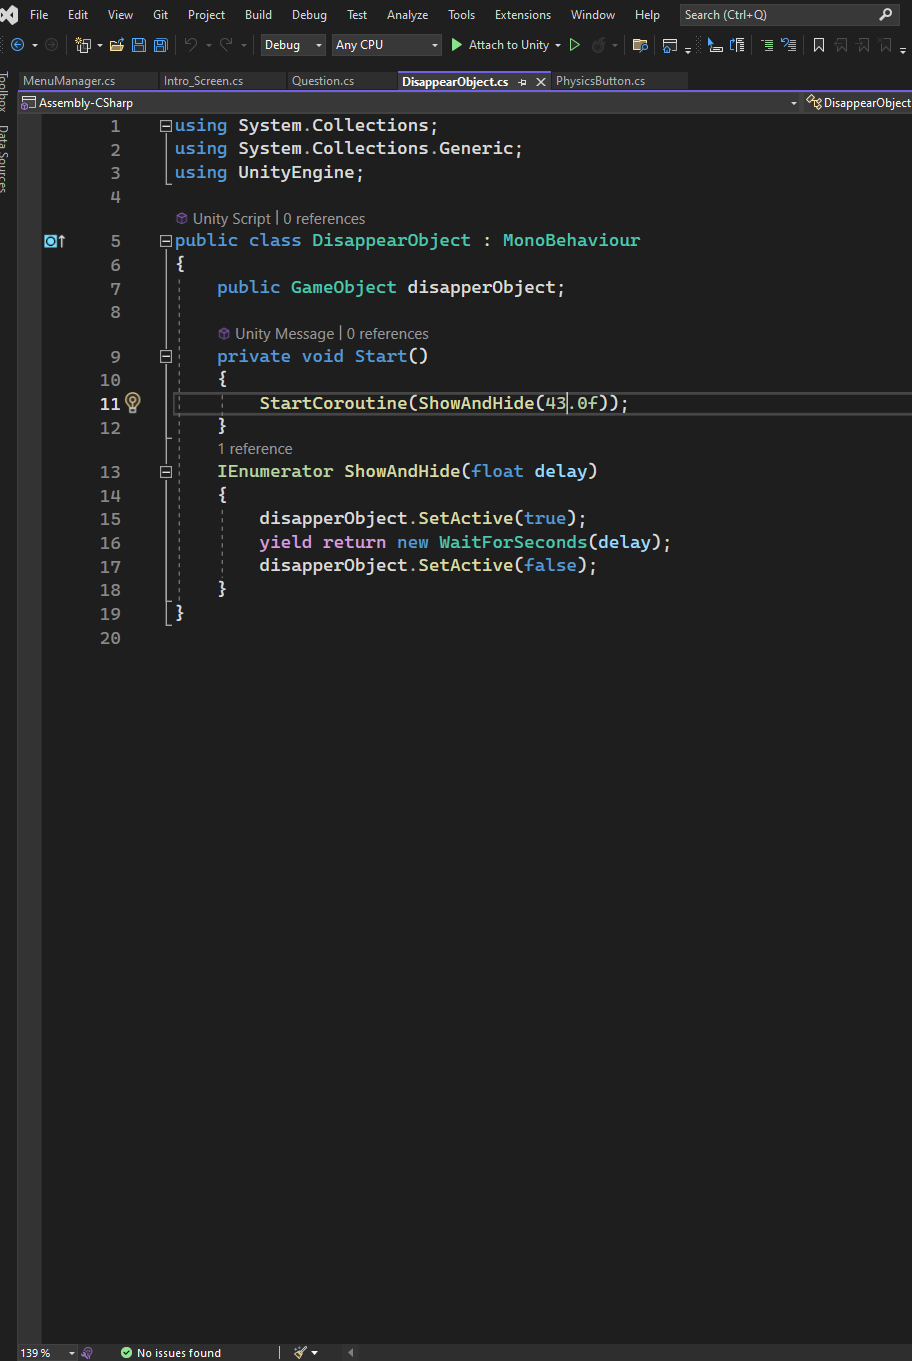 File Edit View Git Project Build Debug Test Analyze Tools Extensions Window Help Search (Ctrl+Q)
Debug Any CPU Attach to Unity
MenuManager.cs Intro_Screen.cs Question.cs DisappearObject.cs PhysicsButton.cs
Toolbox
Data Sources
Assembly-CSharp DisappearObject
1 using System.Collections;
2 using System.Collections.Generic;
3 using UnityEngine;
4
Unity Script | 0 references
5 public class DisappearObject : MonoBehaviour
6 {
7 public GameObject disapperObject;
8
Unity Message | 0 references
9 private void Start()
10 {
11 StartCoroutine(ShowAndHide(43.0f));
12 }
1 reference
13 IEnumerator ShowAndHide(float delay)
14 {
15 disapperObject.SetActive(true);
16 yield return new WaitForSeconds(delay);
17 disapperObject.SetActive(false);
18 }
19 }
20
139 % No issues found